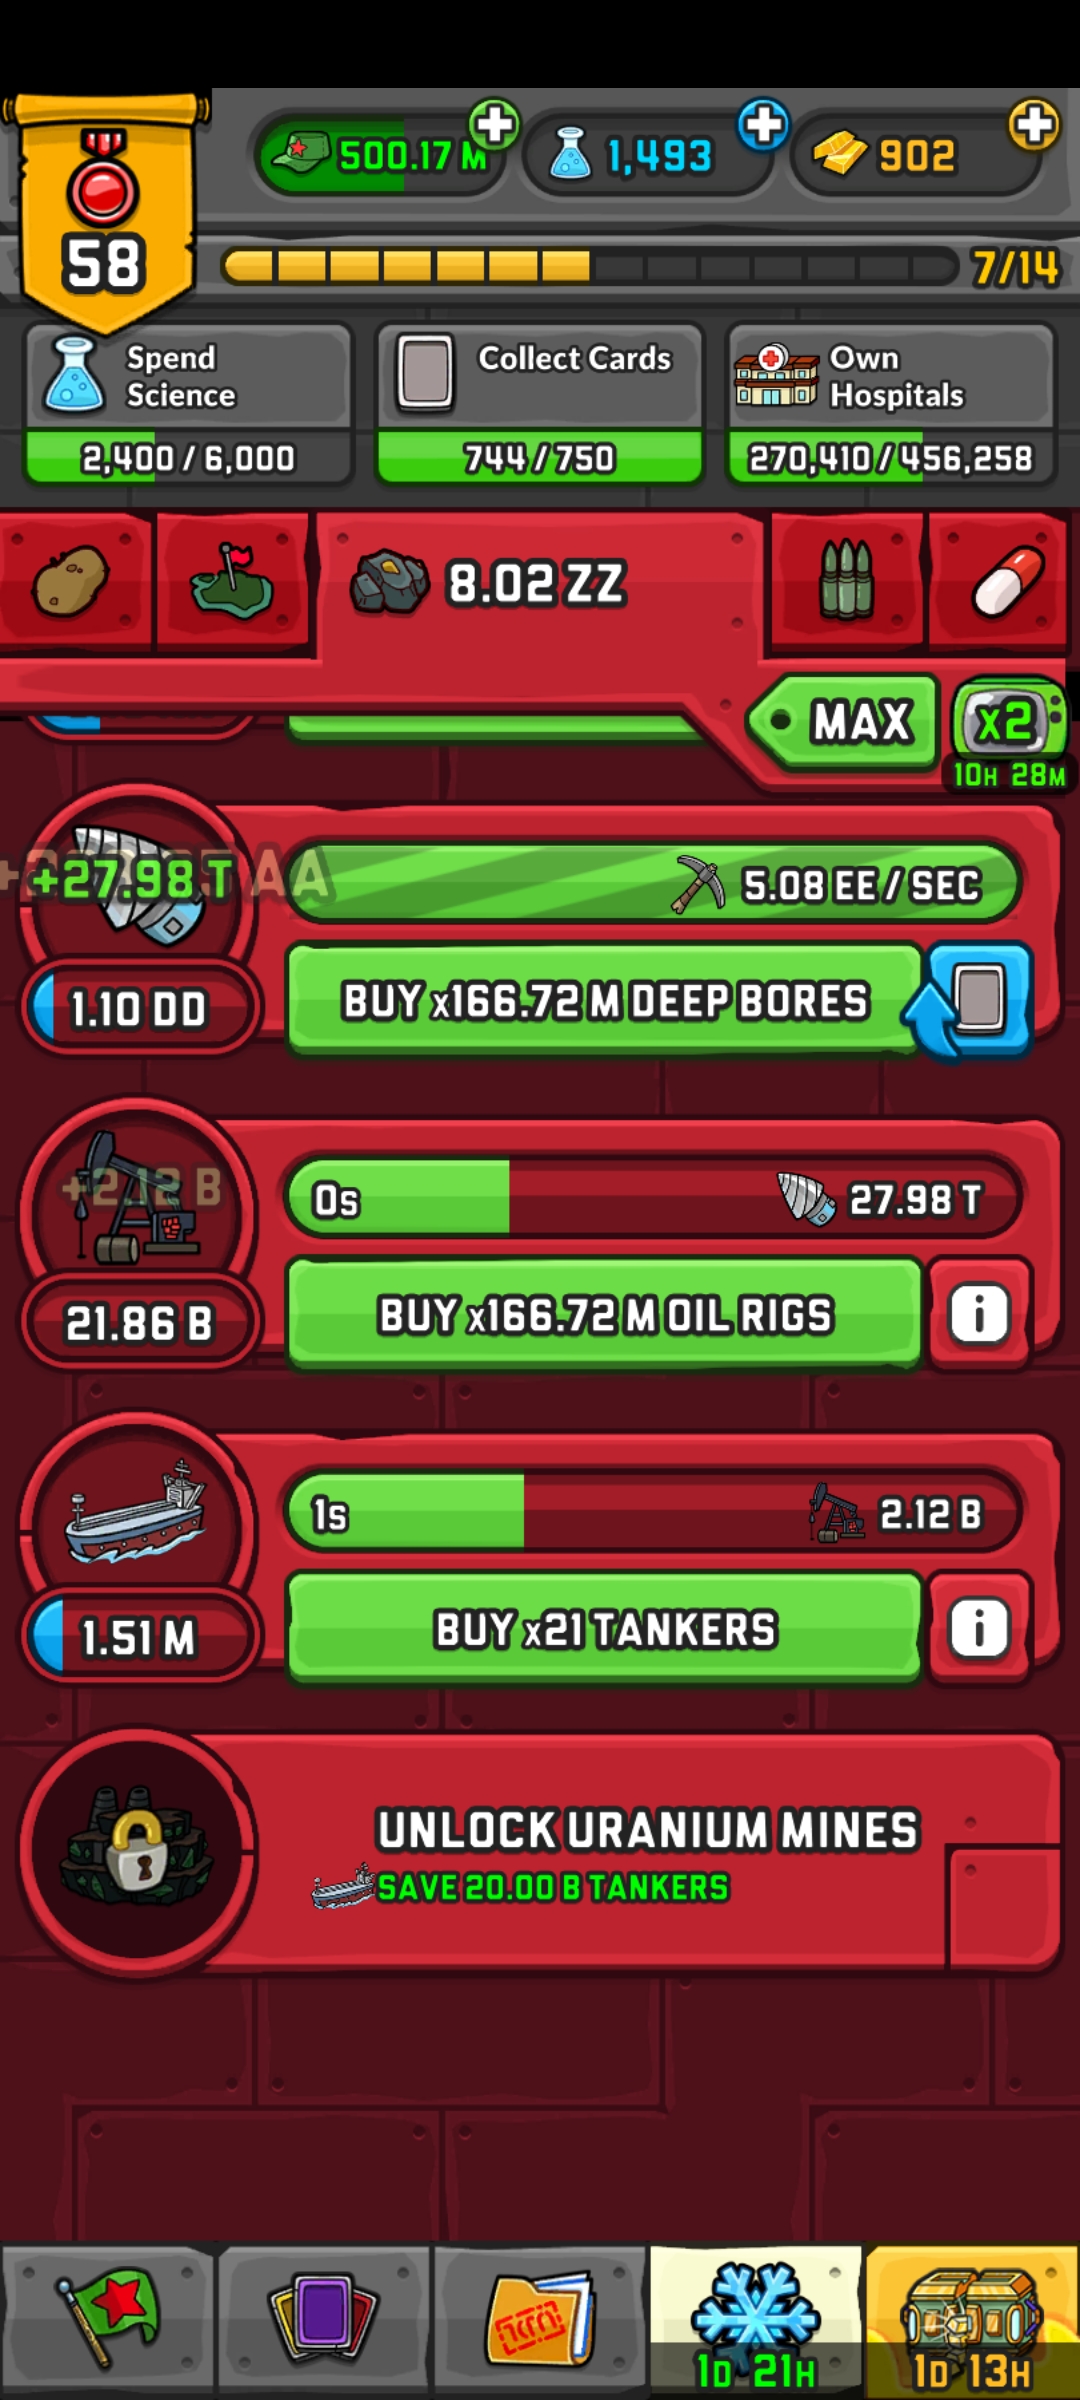 500.17 M
1,493
902
58
7/14
Spend
Science
2,400 / 6,000
Collect Cards
744 / 750
Own
Hospitals
270,410 / 456,258
8.02 ZZ
MAX
x2
10H 28M
+27.98 T
AA
5.08 EE / SEC
1.10 DD
BUY x166.72 M DEEP BORES
+2.12 B
0s
27.98 T
21.86 B
BUY x166.72 M OIL RIGS
i
1s
2.12 B
1.51 M
BUY x21 TANKERS
i
UNLOCK URANIUM MINES
SAVE 20.00 B TANKERS
1D 21H
1D 13H